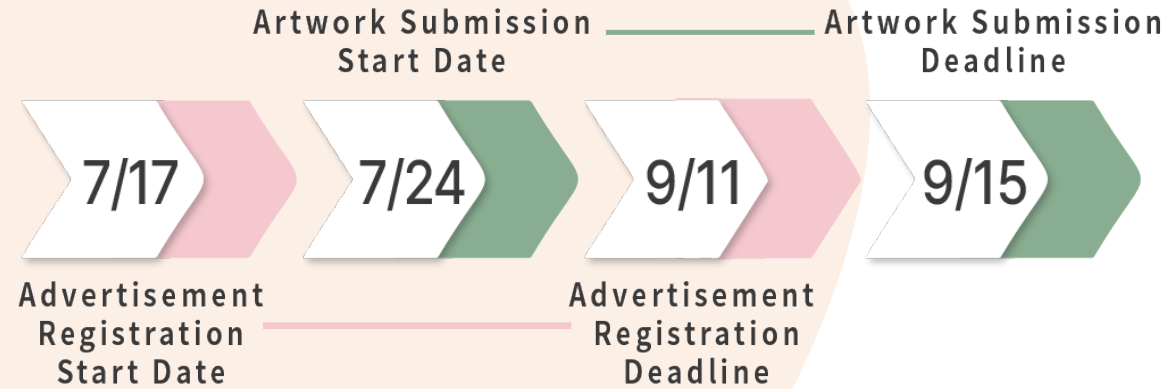 Artwork Submission
Start Date
Artwork Submission
Deadline
7/17
7/24
9/11
9/15
Advertisement
Registration
Start Date
Advertisement
Registration
Deadline